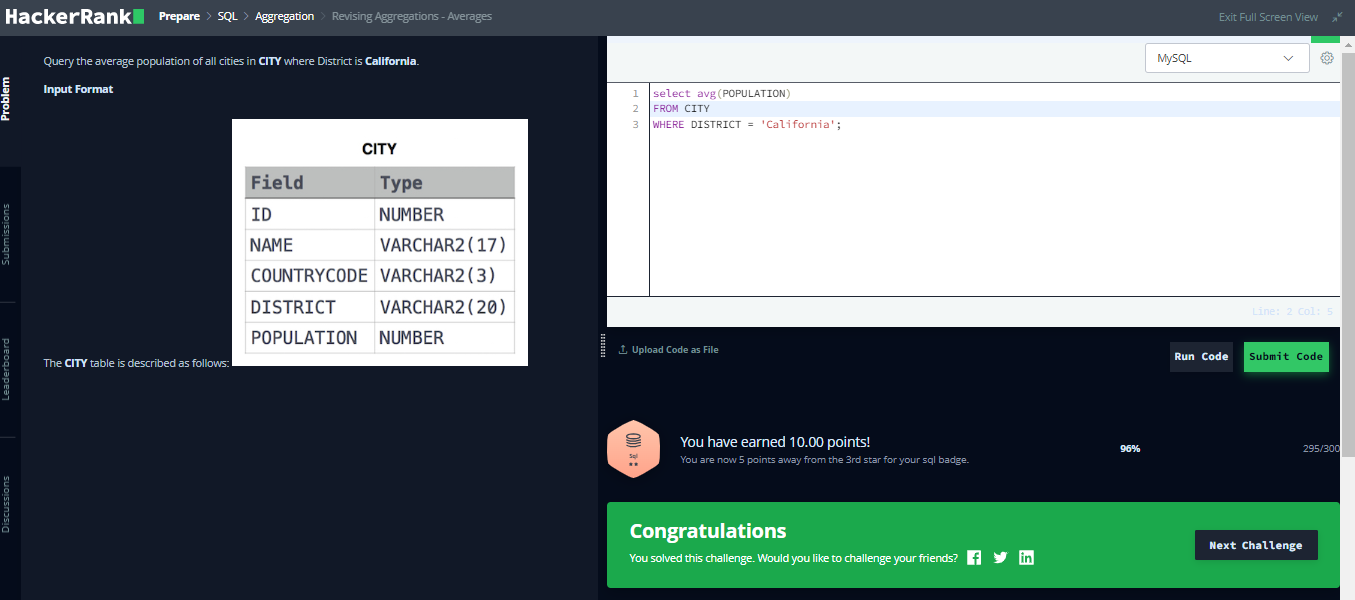 HackerRank Prepare > SQL > Aggregation > Revising Aggregations - Averages
Exit Full Screen View
Problem
Submissions
Leaderboard
Discussions
Query the average population of all cities in CITY where District is California.
Input Format
CITY
Field Type
ID NUMBER
NAME VARCHAR2(17)
COUNTRYCODE VARCHAR2(3)
DISTRICT VARCHAR2(20)
POPULATION NUMBER
The CITY table is described as follows:
MySQL
1 select avg(POPULATION)
2 FROM CITY
3 WHERE DISTRICT = 'California';
Line: 2 Col: 5
Upload Code as File
Run Code
Submit Code
Sql
You have earned 10.00 points!
You are now 5 points away from the 3rd star for your sql badge.
96%
295/300
Congratulations
You solved this challenge. Would you like to challenge your friends?
Next Challenge